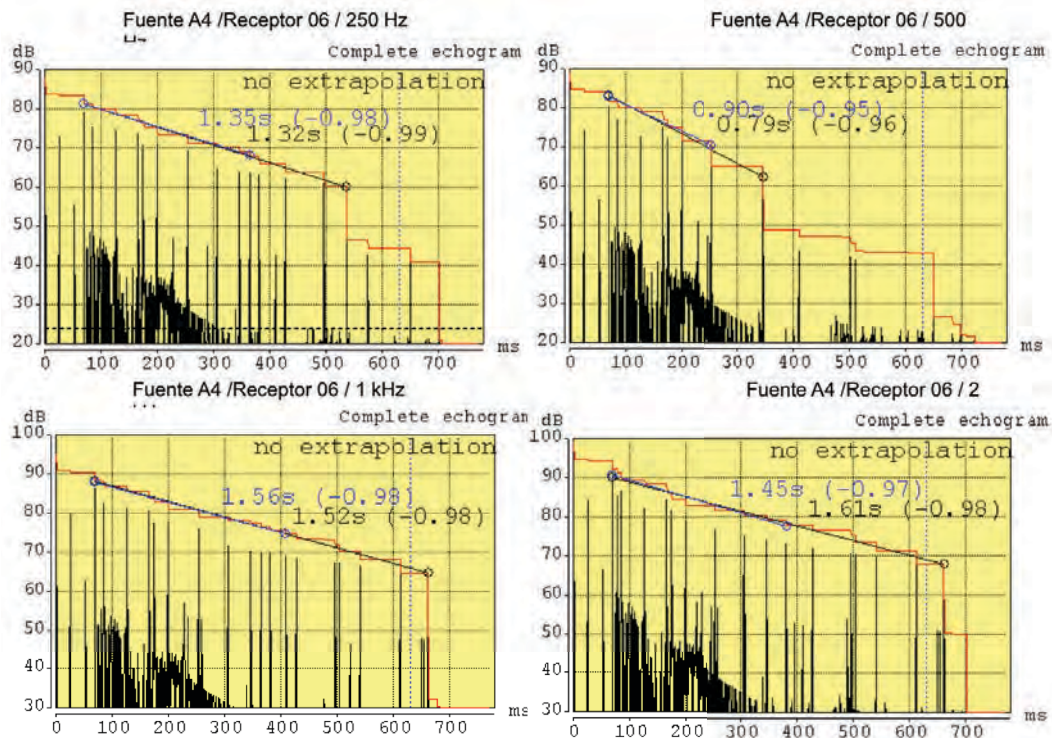 Fuente A4 /Receptor 06 / 250 Hz
dB
Complete echogram
no extrapolation
1.35s (-0.98)
1.32s (-0.99)
90
80
70
60
50
40
30
20
0 100 200 300 400 500 600 700
ms
Fuente A4 /Receptor 06 / 500
Hz
dB
Complete echogram
no extrapolation
0.90s (-0.95)
0.79s (-0.96)
90
80
70
60
50
40
30
20
0 100 200 300 400 500 600 700
ms
Fuente A4 /Receptor 06 / 1 kHz
dB
Complete echogram
no extrapolation
1.56s (-0.98)
1.52s (-0.98)
100
90
80
70
60
50
40
30
0 100 200 300 400 500 600 700
ms
Fuente A4 /Receptor 06 / 2
dB
Complete echogram
no extrapolation
1.45s (-0.97)
1.61s (-0.98)
100
90
80
70
60
50
40
30
0 100 200 300 400 500 600 700
ms